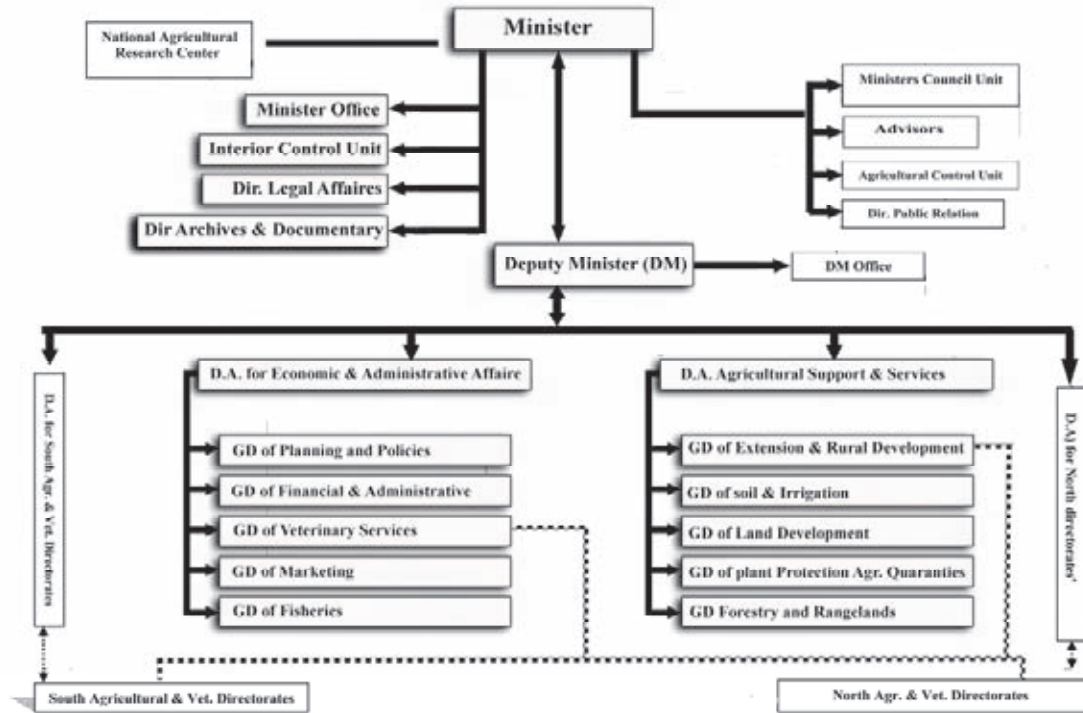 Minister
National Agricultural
Research Center
Minister Office
Interior Control Unit
Dir. Legal Affaires
Dir Archives & Documentary
Ministers Council Unit
Advisors
Agricultural Control Unit
Dir. Public Relation
Deputy Minister (DM)
DM Office
D.A. for South Agr. & Vet. Directorates
D.A. for Economic & Administrative Affaire
GD of Planning and Policies
GD of Financial & Administrative
GD of Veterinary Services
GD of Marketing
GD of Fisheries
D.A. Agricultural Support & Services
GD of Extension & Rural Development
GD of soil & Irrigation
GD of Land Development
GD of plant Protection Agr. Quaranties
GD Forestry and Rangelands
D.A) for North directorates'
South Agricultural & Vet. Directorates
North Agr. & Vet. Directorates